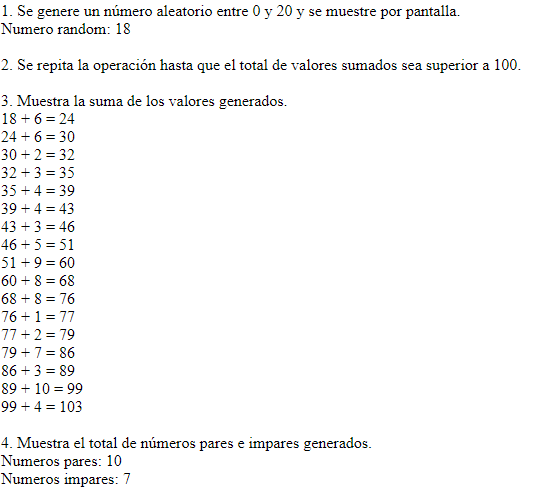 1. Se genere un número aleatorio entre 0 y 20 y se muestre por pantalla.
Numero random: 18
2. Se repita la operación hasta que el total de valores sumados sea superior a 100.
3. Muestra la suma de los valores generados.
18 + 6 = 24
24 + 6 = 30
30 + 2 = 32
32 + 3 = 35
35 + 4 = 39
39 + 4 = 43
43 + 3 = 46
46 + 5 = 51
51 + 9 = 60
60 + 8 = 68
68 + 8 = 76
76 + 1 = 77
77 + 2 = 79
79 + 7 = 86
86 + 3 = 89
89 + 10 = 99
99 + 4 = 103
4. Muestra el total de números pares e impares generados.
Numeros pares: 10
Numeros impares: 7